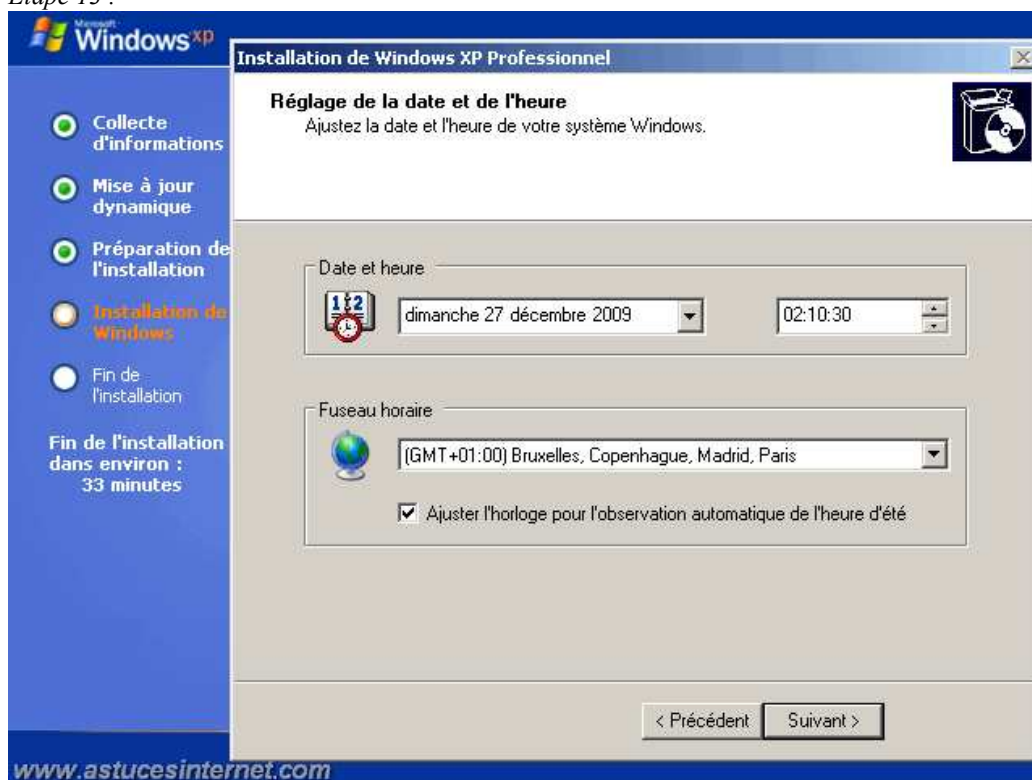 Étape 13 :
Microsoft
Windows xp
Installation de Windows XP Professionnel
Réglage de la date et de l'heure
Ajustez la date et l'heure de votre système Windows.
Collecte
d'informations
Mise à jour
dynamique
Préparation de
l'installation
Installation de
Windows
Fin de
l'installation
Fin de l'installation
dans environ :
33 minutes
Date et heure
dimanche 27 décembre 2009
02:10:30
Fuseau horaire
(GMT+01:00) Bruxelles, Copenhague, Madrid, Paris
Ajuster l'horloge pour l'observation automatique de l'heure d'été
< Précédent
Suivant >
www.astucesinternet.com